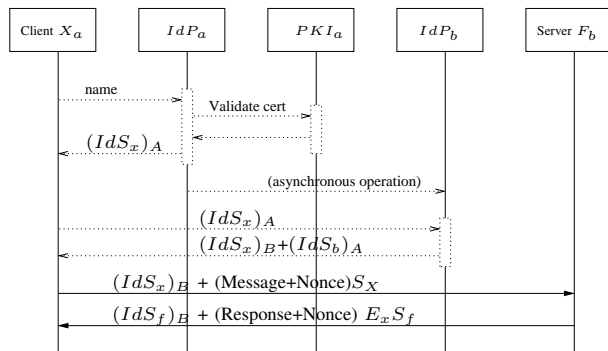 Client X_a
IdP_a
PKI_a
IdP_b
Server F_b
name
Validate cert
(IdS_x)_A
(asynchronous operation)
(IdS_x)_A
(IdS_x)_B+(IdS_b)_A
(IdS_x)_B + (Message+Nonce)S_X
(IdS_f)_B + (Response+Nonce) E_xS_f